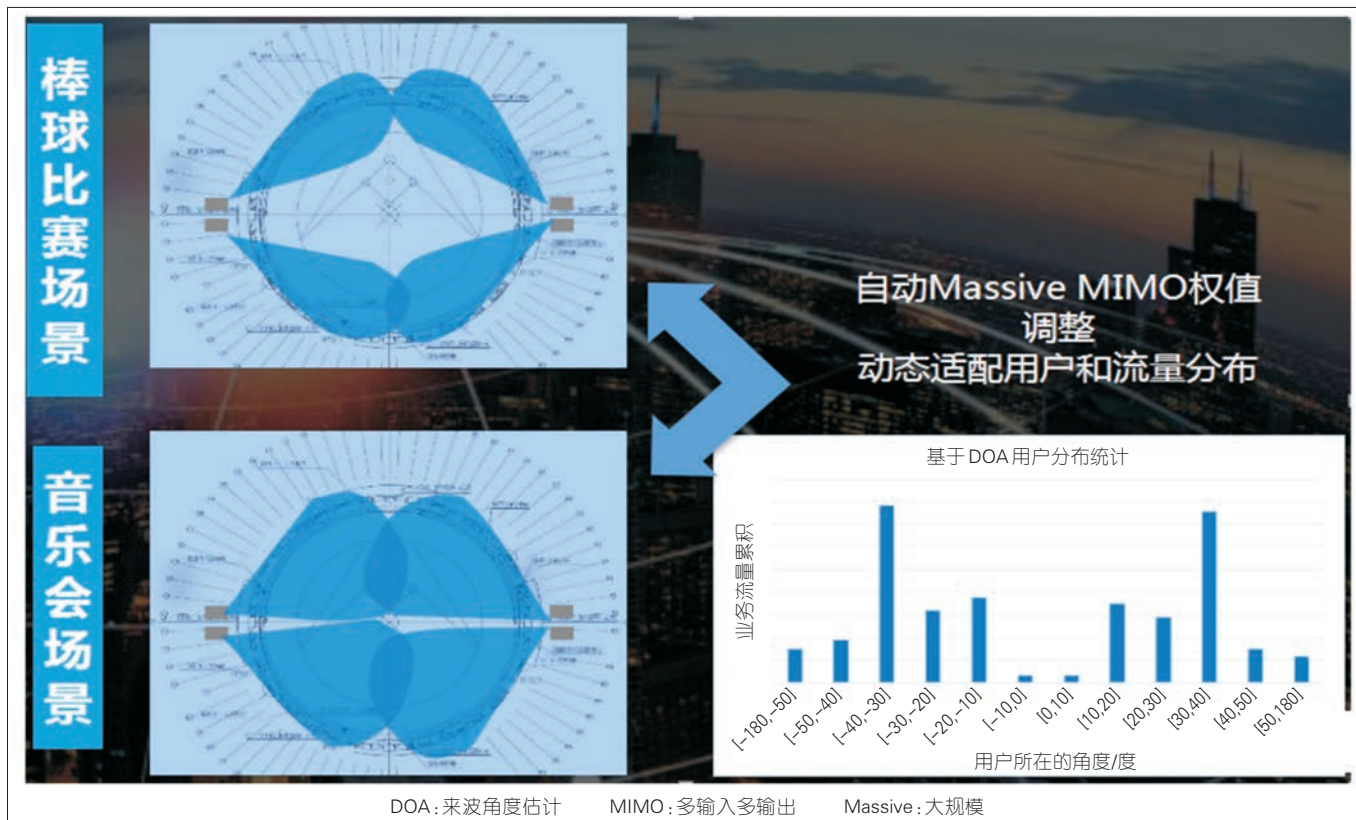 棒球比赛场景
音乐会场景
自动Massive MIMO权值
调整
动态适配用户和流量分布
基于DOA用户分布统计
业务流量累积
[-180,-50]
[-50,-40]
[-40,-30]
[-30,-20]
[-20,-10]
[-10,0]
[0,10]
[10,20]
[20,30]
[30,40]
[40,50]
[50,180]
用户所在的角度/度
DOA:来波角度估计 MIMO:多输入多输出 Massive:大规模